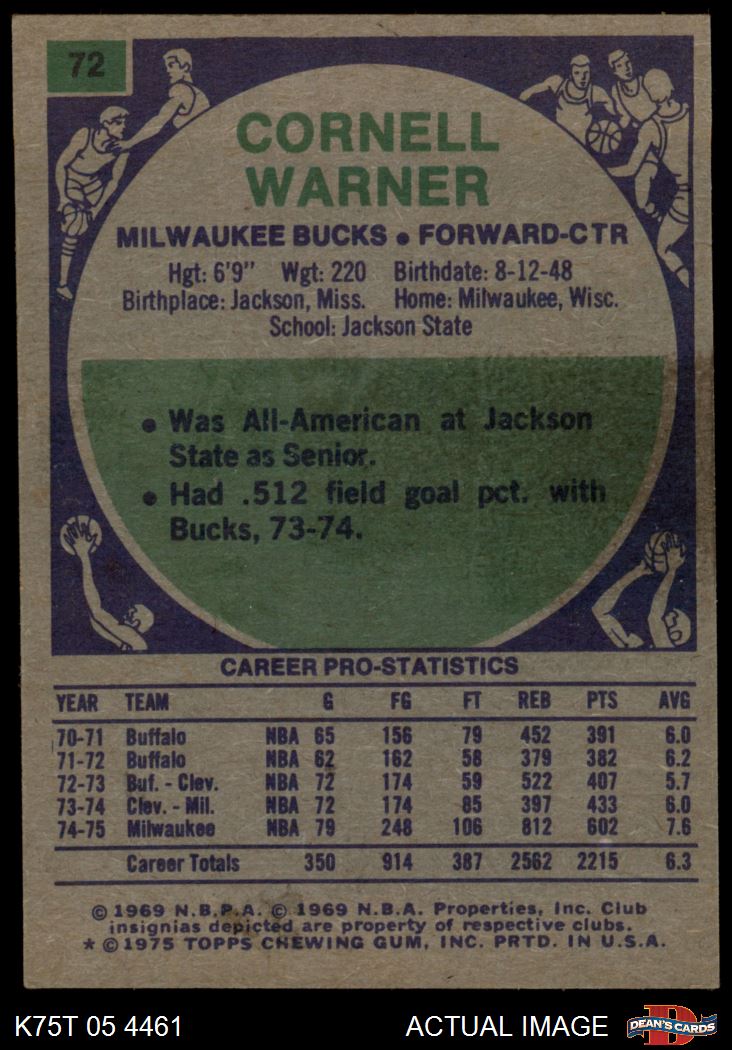 72
CORNELL
WARNER
MILWAUKEE BUCKS • FORWARD-CTR
Hgt: 6'9" Wgt: 220 Birthdate: 8-12-48
Birthplace: Jackson, Miss. Home: Milwaukee, Wisc.
School: Jackson State
• Was All-American at Jackson
State as Senior.
• Had .512 field goal pct. with
Bucks, 73-74.
CAREER PRO-STATISTICS
YEAR TEAM G FG FT REB PTS AVG
70-71 Buffalo NBA 65 156 79 452 391 6.0
71-72 Buffalo NBA 62 162 58 379 382 6.2
72-73 Buf. - Clev. NBA 72 174 59 522 407 5.7
73-74 Clev. - Mil. NBA 72 174 85 397 433 6.0
74-75 Milwaukee NBA 79 248 106 812 602 7.6
Career Totals 350 914 387 2562 2215 6.3
© 1969 N.B.P.A. © 1969 N.B.A. Properties, Inc. Club
insignias depicted are property of respective clubs.
* © 1975 TOPPS CHEWING GUM, INC. PRTD. IN U.S.A.
K75T 05 4461 ACTUAL IMAGE DEAN'S CARDS